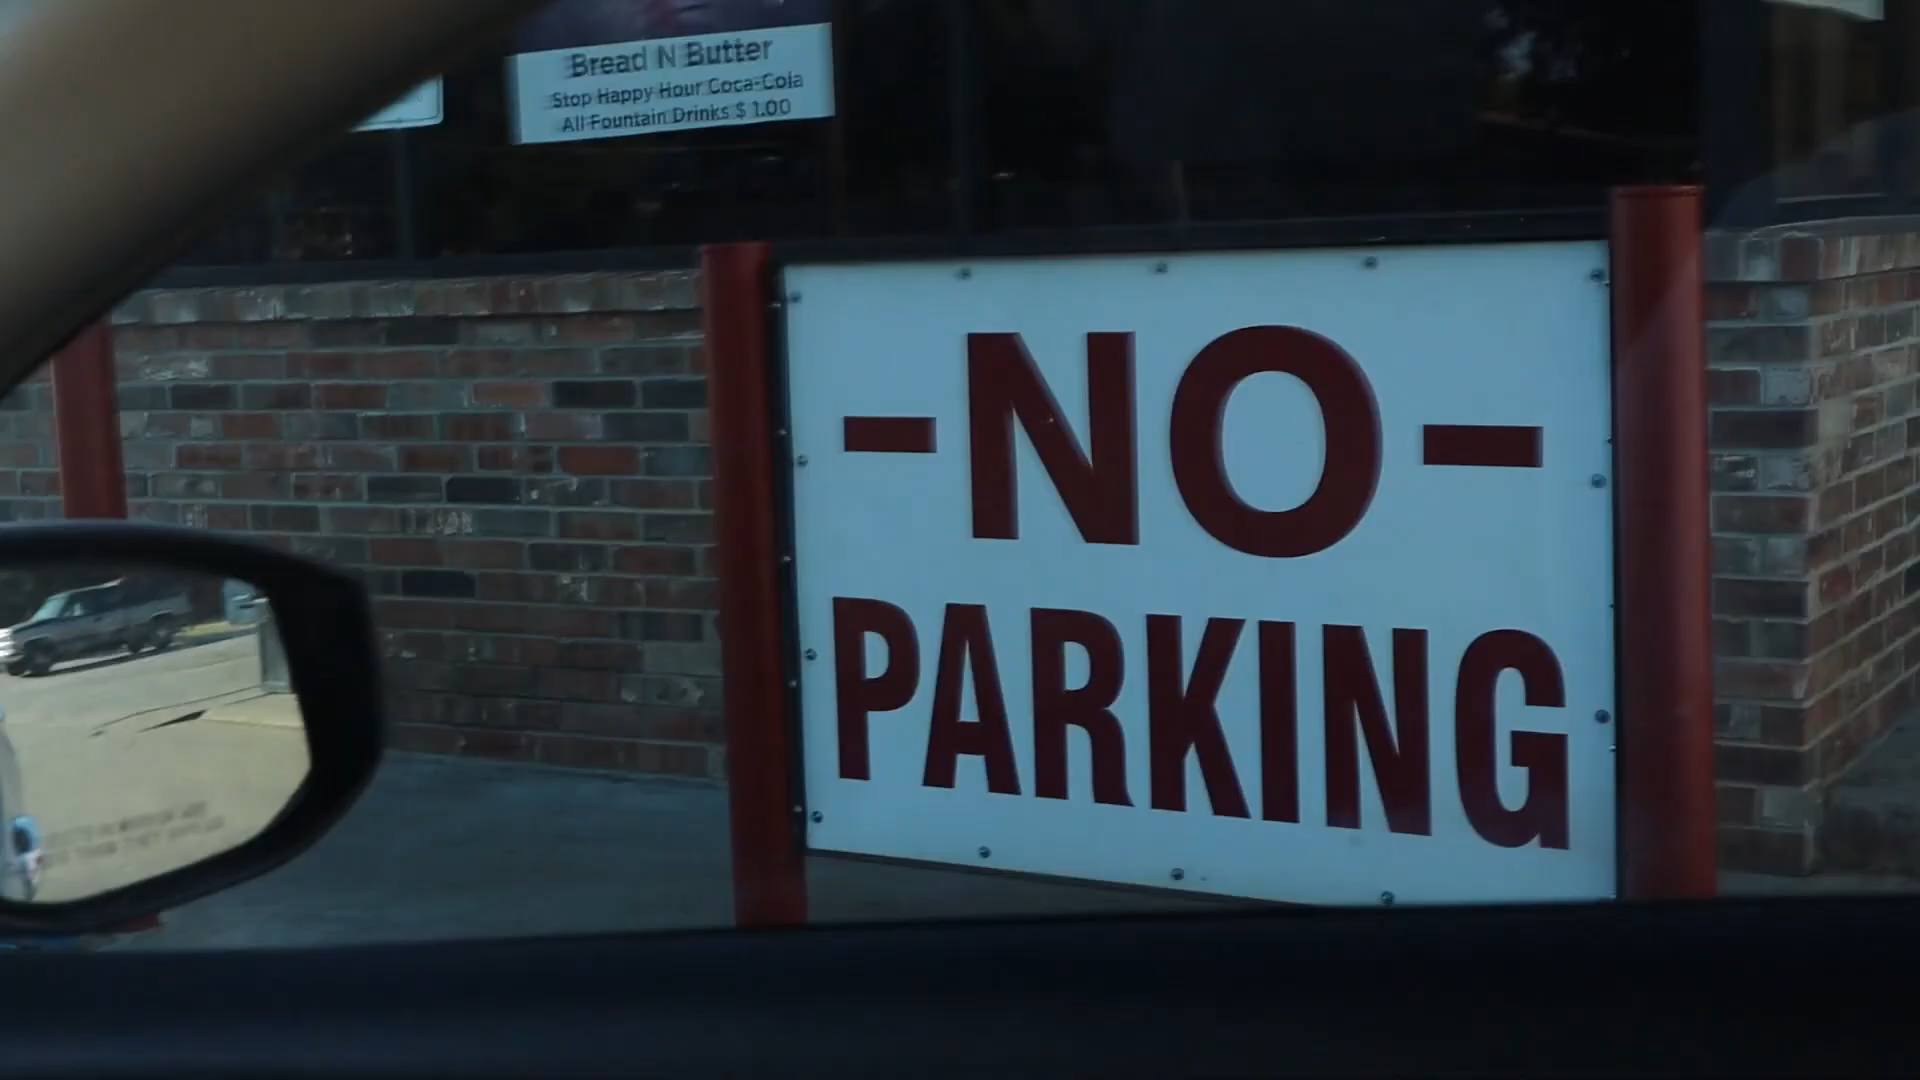 Bread N Butter
Stop Happy Hour Coca-Cola
All Fountain Drinks $ 1.00
-NO-
PARKING